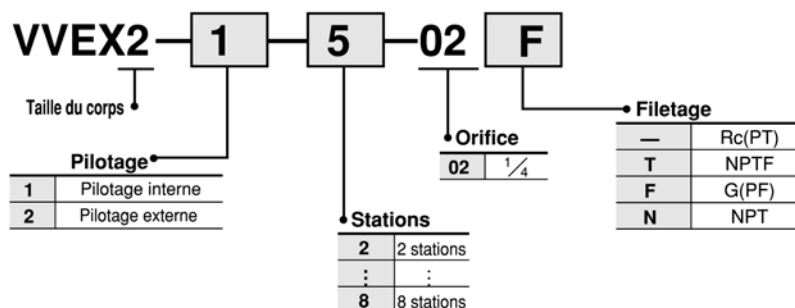 VVEX2 — 1 — 5 — 02 F
Taille du corps
Pilotage
1 Pilotage interne
2 Pilotage externe
Stations
2 2 stations
⋮ ⋮
8 8 stations
Orifice
02 1/4
Filetage
— Rc(PT)
T NPTF
F G(PF)
N NPT